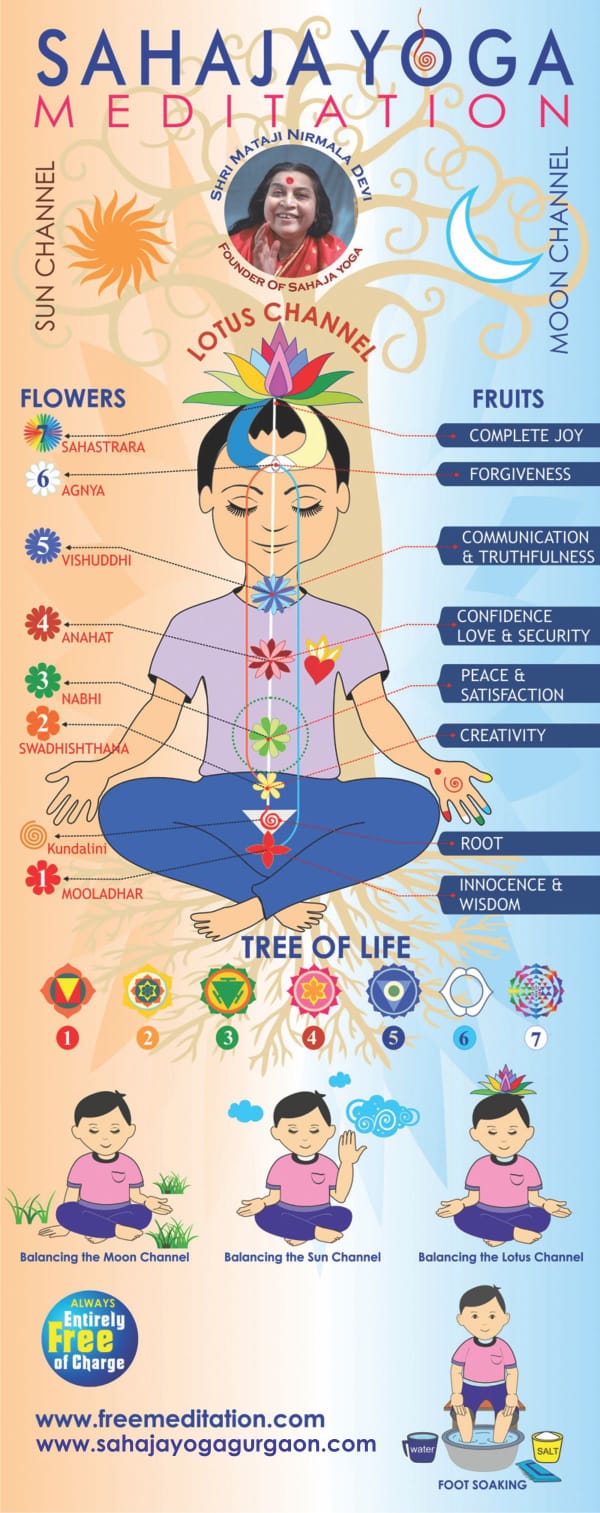 SAHAJA YOGA
MEDITATION
SHRI MATAJI NIRMALA DEVI
FOUNDER OF SAHAJA YOGA
SUN CHANNEL
MOON CHANNEL
LOTUS CHANNEL
FLOWERS
FRUITS
7
SAHASTRARA
COMPLETE JOY
6
AGNYA
FORGIVENESS
5
VISHUDDHI
COMMUNICATION
& TRUTHFULNESS
4
ANAHAT
CONFIDENCE
LOVE & SECURITY
3
NABHI
PEACE &
SATISFACTION
2
SWADHISHTHANA
CREATIVITY
Kundalini
ROOT
1
MOOLADHAR
INNOCENCE &
WISDOM
TREE OF LIFE
1 2 3 4 5 6 7
Balancing the Moon Channel
Balancing the Sun Channel
Balancing the Lotus Channel
ALWAYS
Entirely
Free
of Charge
www.freemeditation.com
www.sahajayogagurgaon.com
water
SALT
FOOT SOAKING